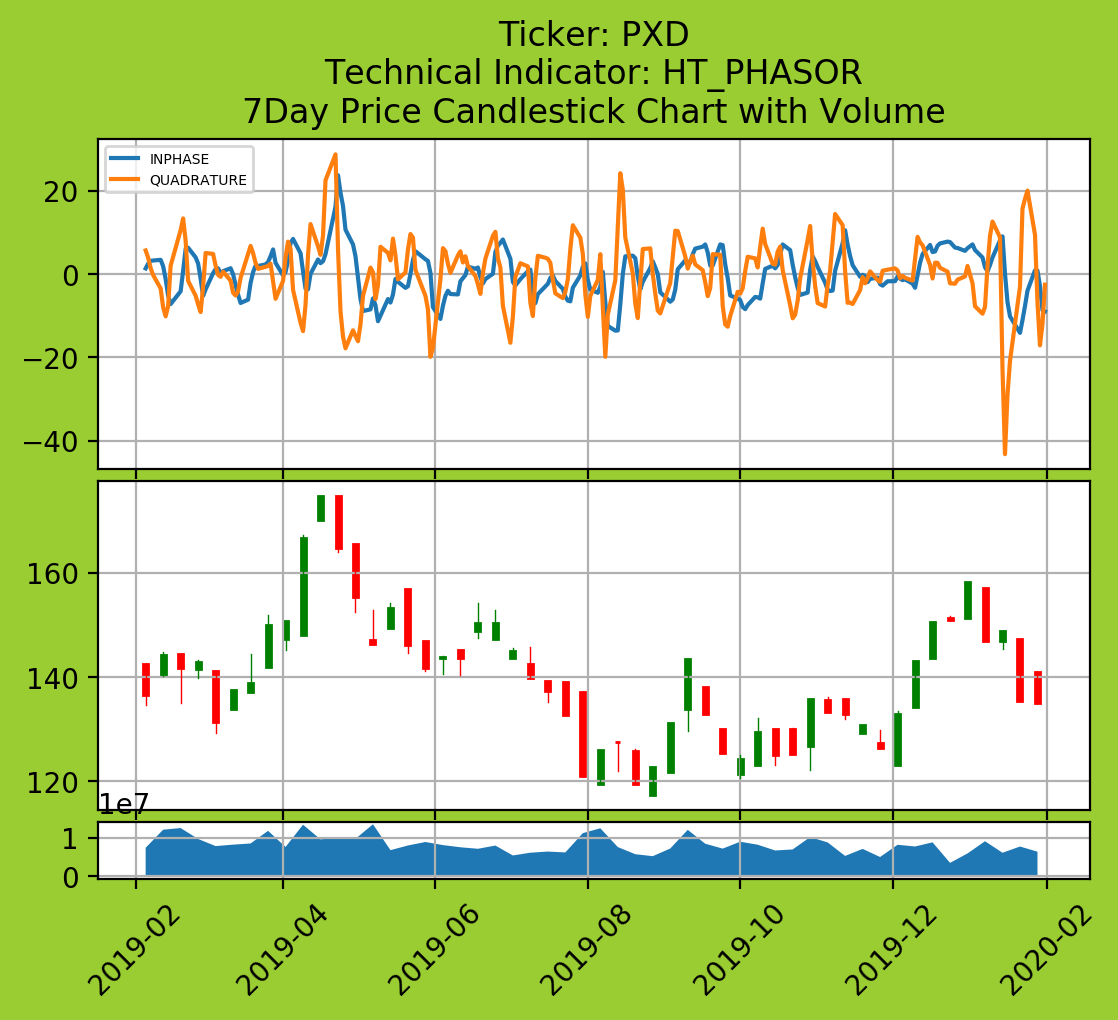 Ticker: PXD
Technical Indicator: HT_PHASOR
7Day Price Candlestick Chart with Volume
INPHASE
QUADRATURE
20
0
−20
−40
160
140
120
1e7
1
0
2019-02
2019-04
2019-06
2019-08
2019-10
2019-12
2020-02